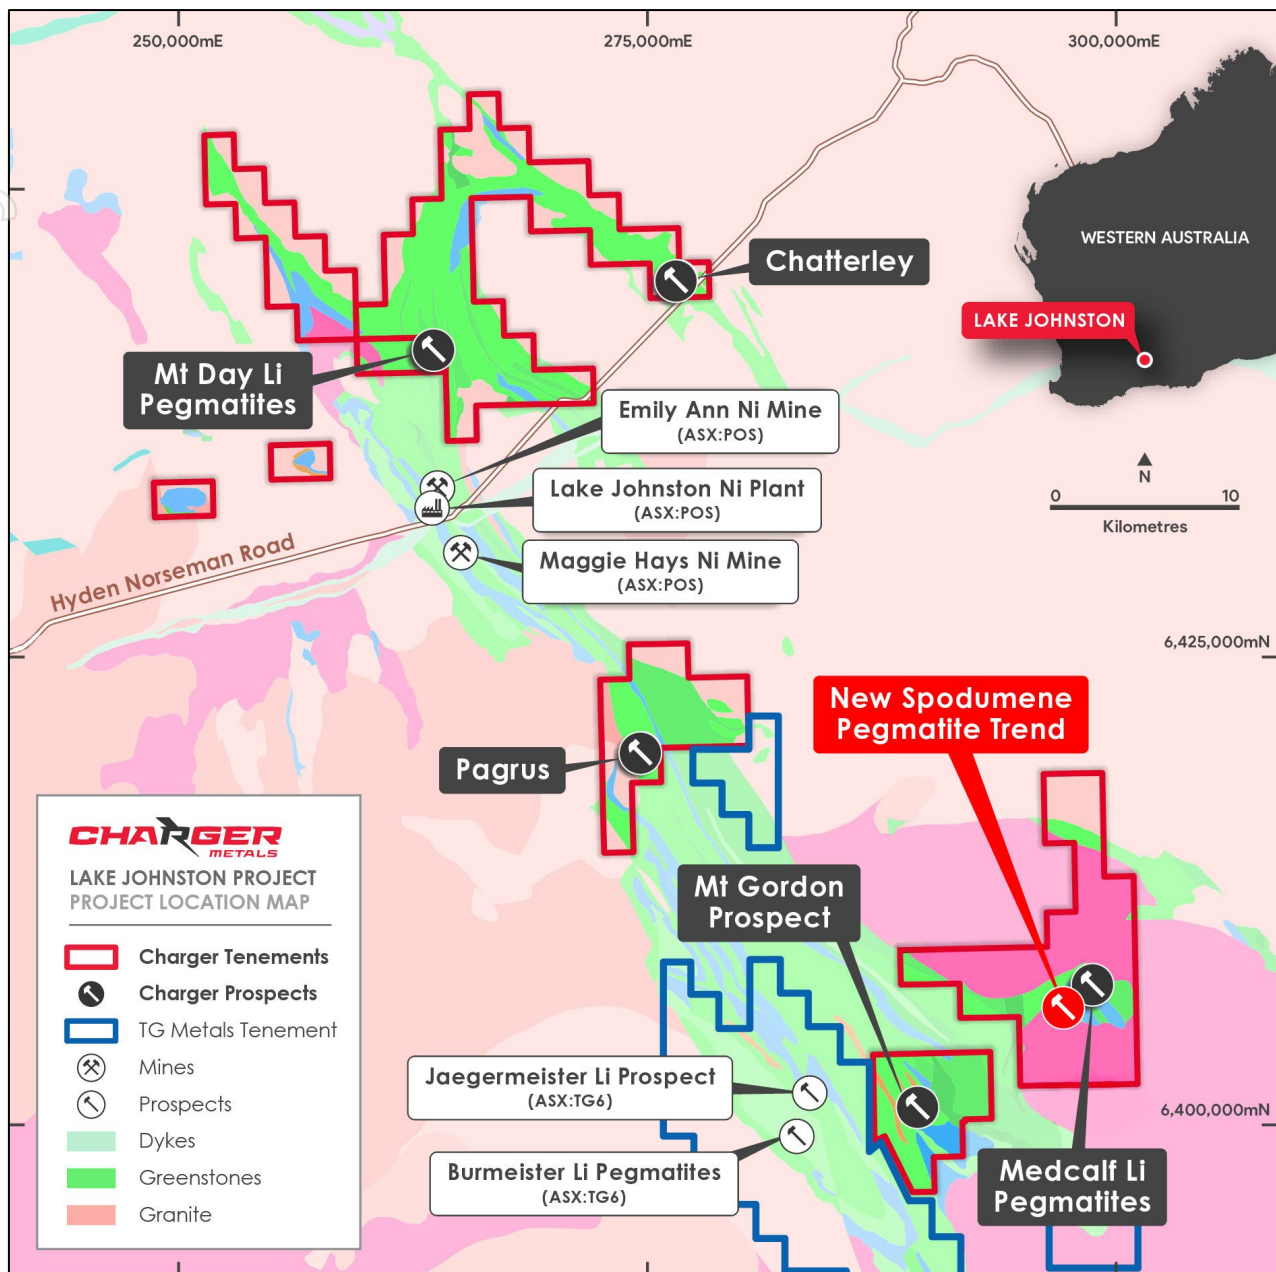 250,000mE
275,000mE
300,000mE
WESTERN AUSTRALIA
LAKE JOHNSTON
Chatterley
Mt Day Li
Pegmatites
Emily Ann Ni Mine
(ASX:POS)
Lake Johnston Ni Plant
(ASX:POS)
Maggie Hays Ni Mine
(ASX:POS)
N
0
10
Kilometres
Hyden Norseman Road
6,425,000mN
New Spodumene
Pegmatite Trend
Pagrus
Mt Gordon
Prospect
Jaegermeister Li Prospect
(ASX:TG6)
Burmeister Li Pegmatites
(ASX:TG6)
6,400,000mN
Medcalf Li
Pegmatites
CHARGER
METALS
LAKE JOHNSTON PROJECT
PROJECT LOCATION MAP
Charger Tenements
Charger Prospects
TG Metals Tenement
Mines
Prospects
Dykes
Greenstones
Granite